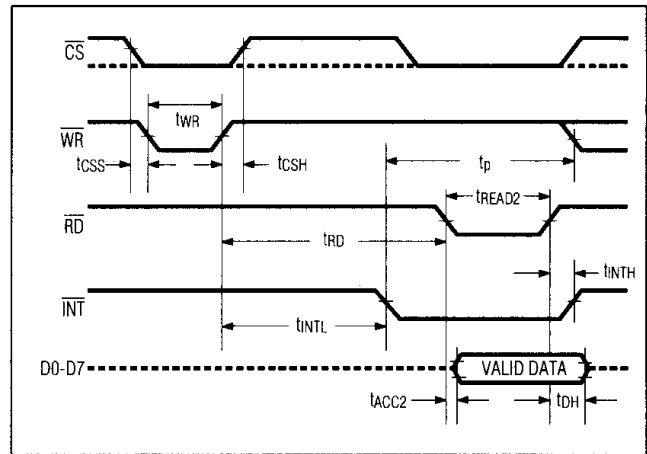 CS
tWR
WR
tCSS
tCSH
tp
tREAD2
RD
tRD
tINTH
INT
tINTL
D0-D7
VALID DATA
tACC2
tDH